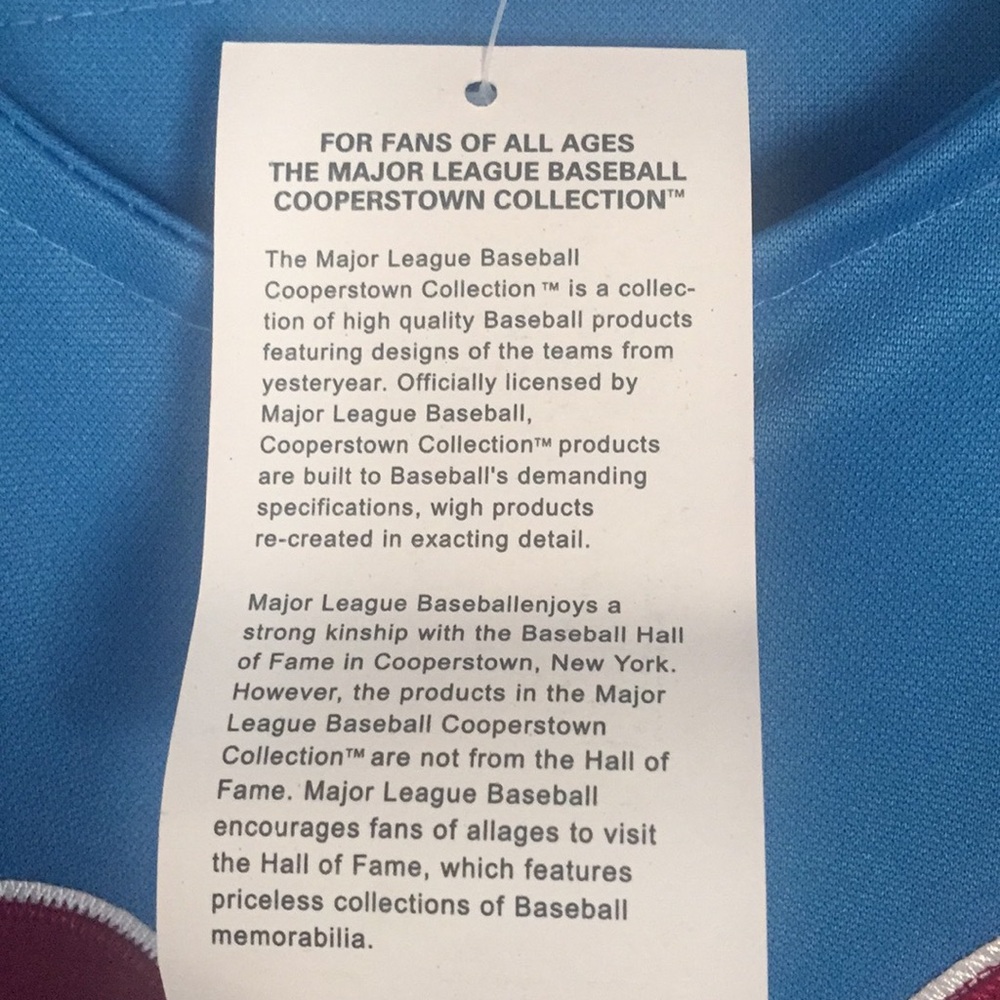 FOR FANS OF ALL AGES
THE MAJOR LEAGUE BASEBALL
COOPERSTOWN COLLECTION™
The Major League Baseball
Cooperstown Collection ™ is a collec-
tion of high quality Baseball products
featuring designs of the teams from
yesteryear. Officially licensed by
Major League Baseball,
Cooperstown Collection™ products
are built to Baseball's demanding
specifications, wigh products
re-created in exacting detail.
Major League Baseballenjoys a
strong kinship with the Baseball Hall
of Fame in Cooperstown, New York.
However, the products in the Major
League Baseball Cooperstown
Collection™ are not from the Hall of
Fame. Major League Baseball
encourages fans of allages to visit
the Hall of Fame, which features
priceless collections of Baseball
memorabilia.